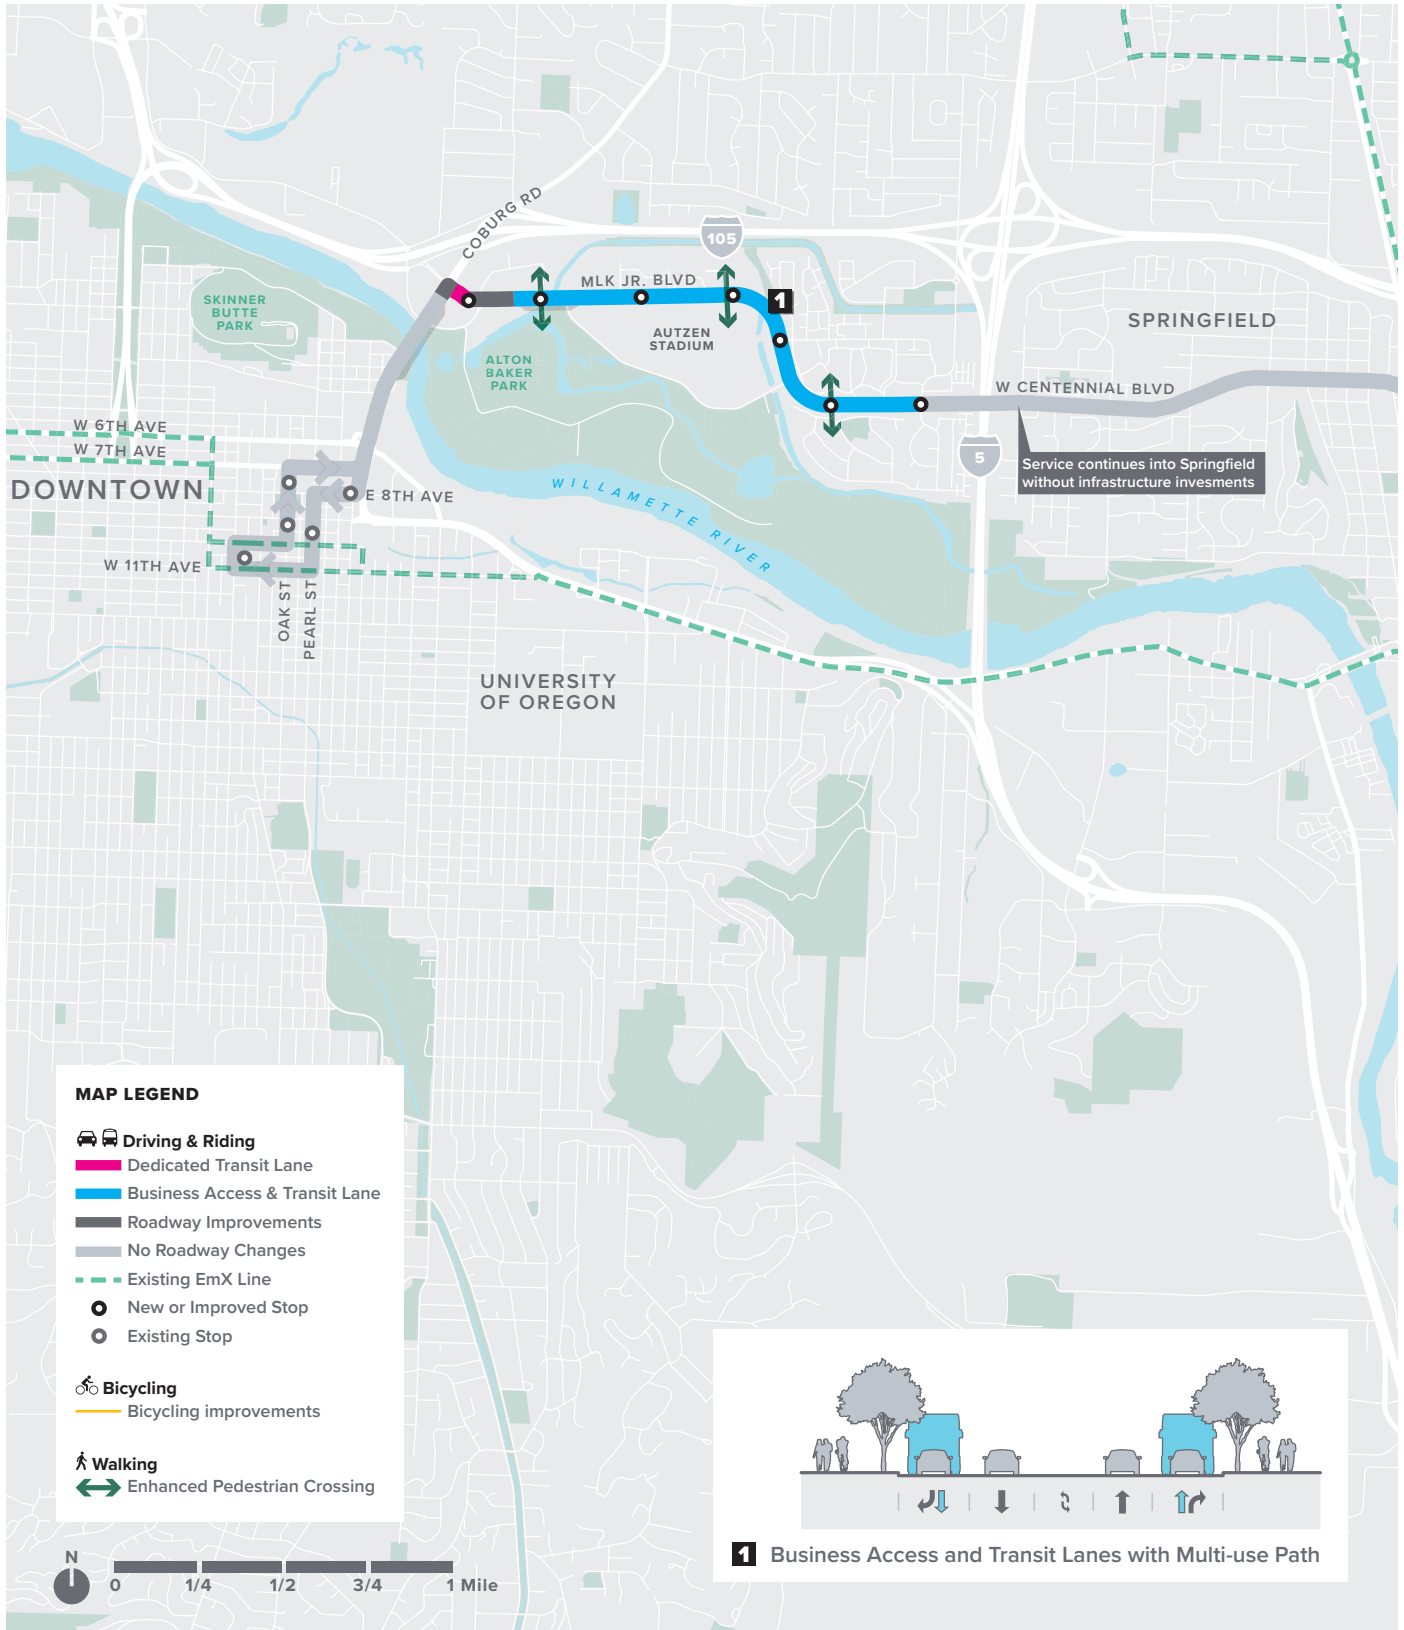 COBURG RD
105
MLK JR. BLVD
1
SKINNER
BUTTE
PARK
AUTZEN
STADIUM
SPRINGFIELD
ALTON
BAKER
PARK
W CENTENNIAL BLVD
W 6TH AVE
W 7TH AVE
5
Service continues into Springfield
without infrastructure invesments
DOWNTOWN
E 8TH AVE
WILLAMETTE RIVER
W 11TH AVE
OAK ST
PEARL ST
UNIVERSITY
OF OREGON
MAP LEGEND
Driving & Riding
Dedicated Transit Lane
Business Access & Transit Lane
Roadway Improvements
No Roadway Changes
Existing EmX Line
New or Improved Stop
Existing Stop
Bicycling
Bicycling improvements
Walking
Enhanced Pedestrian Crossing
N
0 1/4 1/2 3/4 1 Mile
1 Business Access and Transit Lanes with Multi-use Path